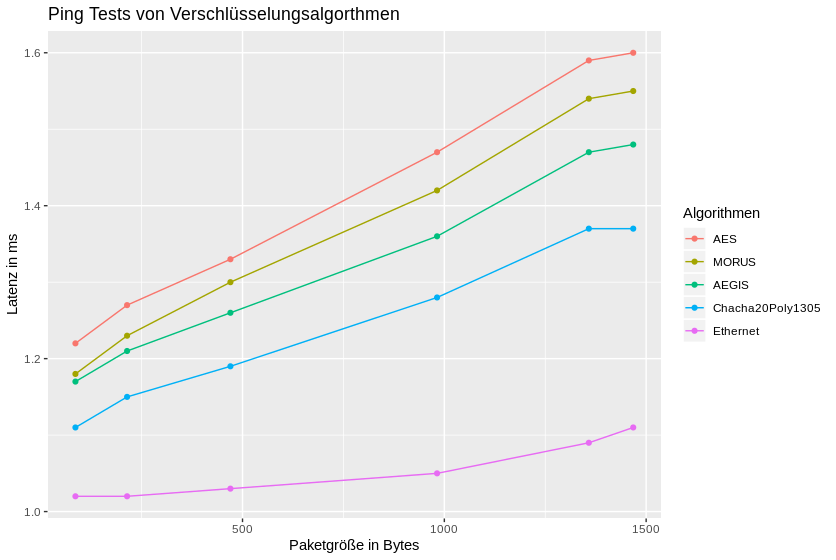 Ping Tests von Verschlüsselungsalgorthmen
1.6
1.4
1.2
1.0
Latenz in ms
500
1000
1500
Paketgröße in Bytes
Algorithmen
AES
MORUS
AEGIS
Chacha20Poly1305
Ethernet